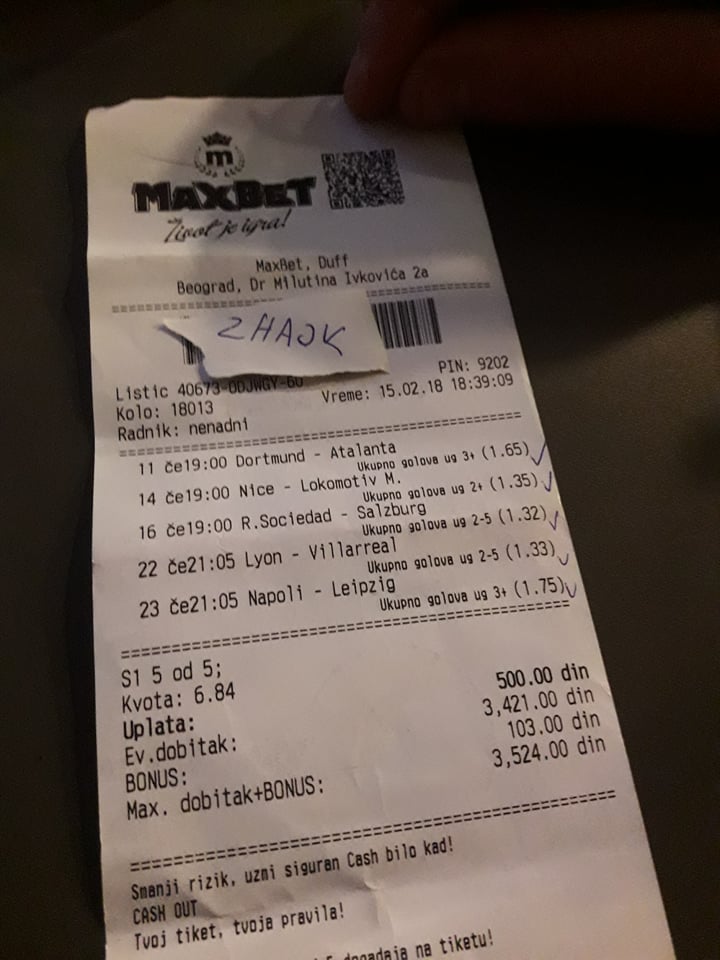 m
MAXBET
Život je igra!
MaxBet, Duff
Beograd, Dr Milutina Ivkovića 2a
ZHAJK
PIN: 9202
Listic 40673-0DJWGY-60
Vreme: 15.02.18 18:39:09
Kolo: 18013
Radnik: nenadni
11 če19:00 Dortmund - Atalanta
Ukupno golova ug 3+ (1.65)
14 če19:00 Nice - Lokomotiv M.
Ukupno golova ug 2+ (1.35)
16 če19:00 R.Sociedad - Salzburg
Ukupno golova ug 2-5 (1.32)
22 če21:05 Lyon - Villarreal
Ukupno golova ug 2-5 (1.33)
23 če21:05 Napoli - Leipzig
Ukupno golova ug 3+ (1.75)
S1 5 od 5;
Kvota: 6.84
Uplata: 500.00 din
Ev.dobitak: 3,421.00 din
BONUS: 103.00 din
Max. dobitak+BONUS: 3,524.00 din
Smanji rizik, uzmi siguran Cash bilo kad!
CASH OUT
Tvoj tiket, tvoja pravila!
događaja na tiketu!